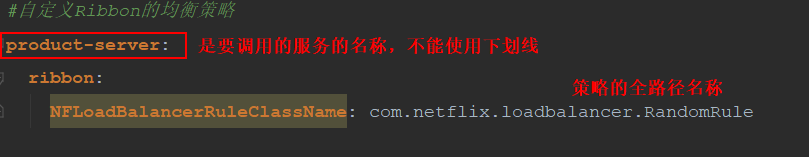 #自定义Ribbon的均衡策略
product-server: 是要调用的服务的名称，不能使用下划线
ribbon:
策略的全路径名称
NFLoadBalancerRuleClassName: com.netflix.loadbalancer.RandomRule